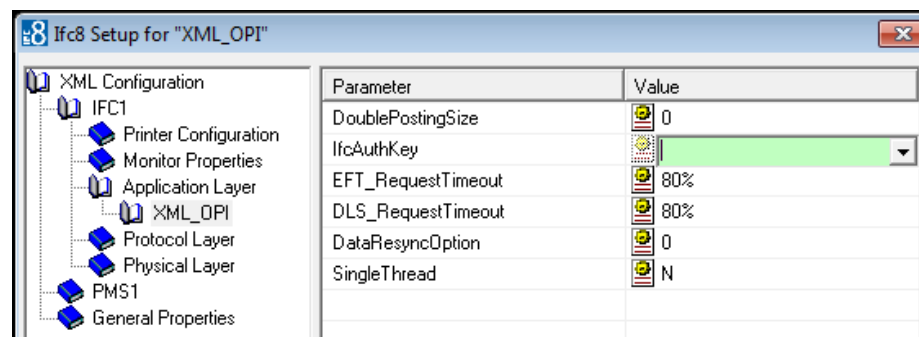 Ifc8 Setup for "XML_OPI"
XML Configuration
IFC1
Printer Configuration
Monitor Properties
Application Layer
XML_OPI
Protocol Layer
Physical Layer
PMS1
General Properties
Parameter Value
DoublePostingSize 0
IfcAuthKey
EFT_RequestTimeout 80%
DLS_RequestTimeout 80%
DataResyncOption 0
SingleThread N